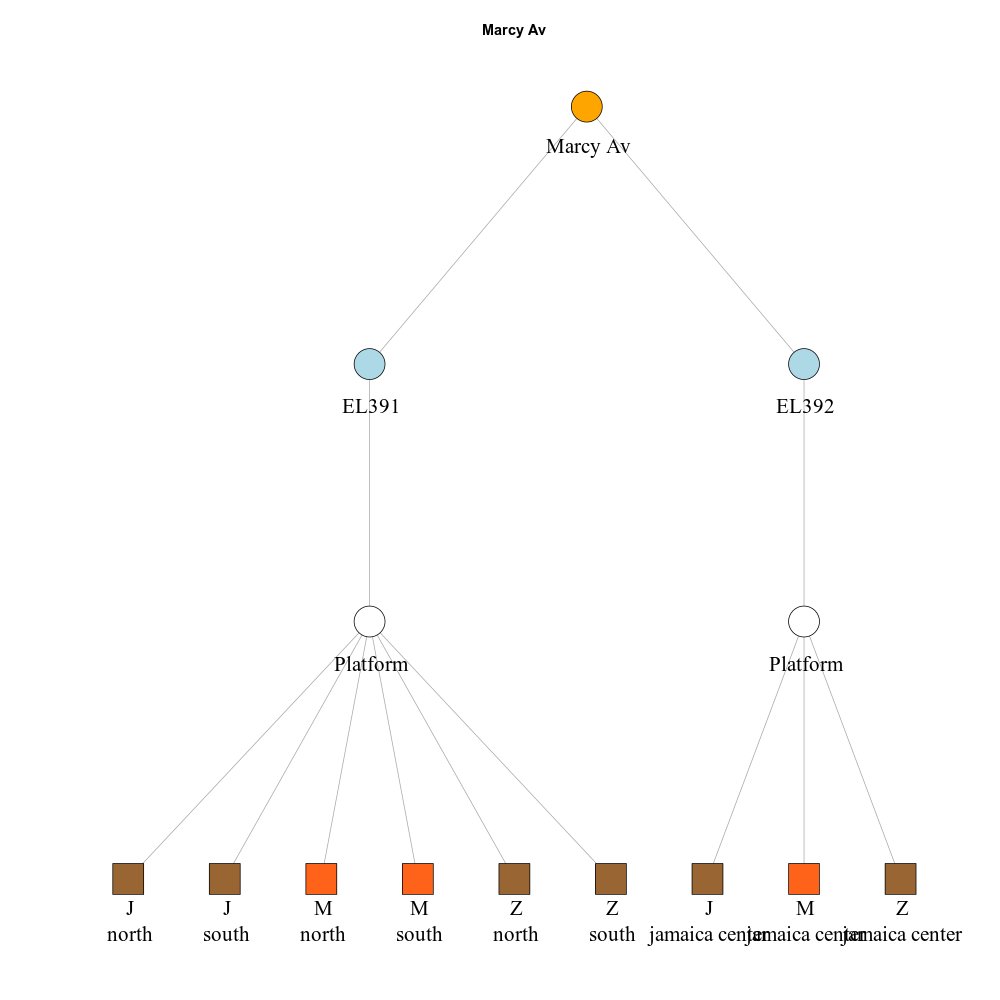 Marcy Av
Marcy Av
EL391 EL392
Platform Platform
J J M M Z Z J M Z
north south north south north south jamaica center jamaica center jamaica center